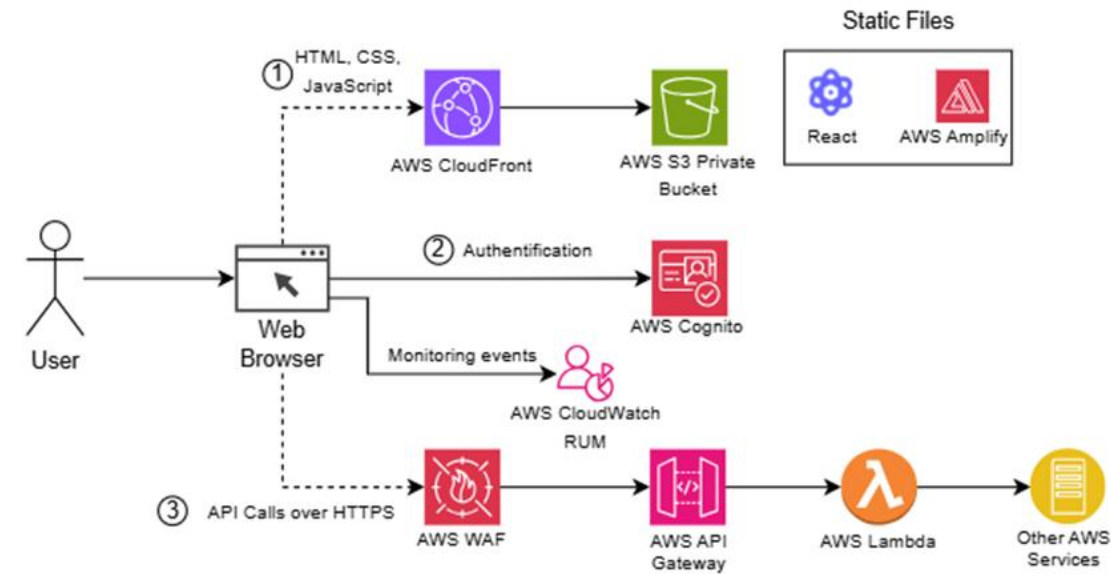 Static Files
1
HTML, CSS,
JavaScript
React
AWS Amplify
AWS CloudFront
AWS S3 Private
Bucket
2
Authentification
AWS Cognito
User
Web
Browser
Monitoring events
AWS CloudWatch
RUM
3
API Calls over HTTPS
AWS WAF
AWS API
Gateway
AWS Lambda
Other AWS
Services